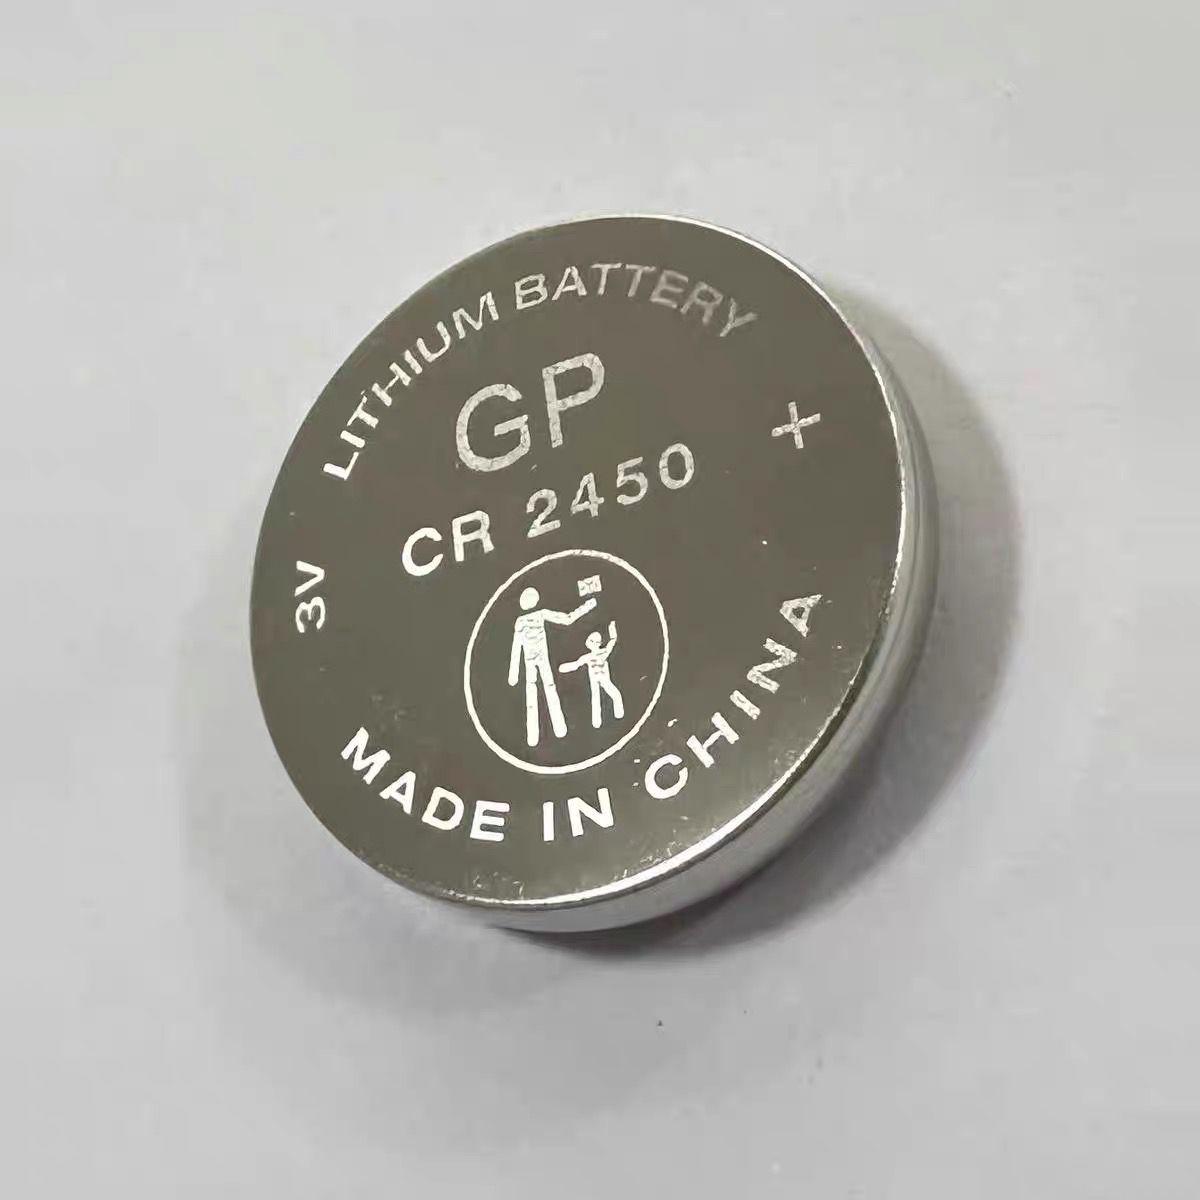 LITHIUM BATTERY
GP
+
CR 2450
3V
MADE IN CHINA